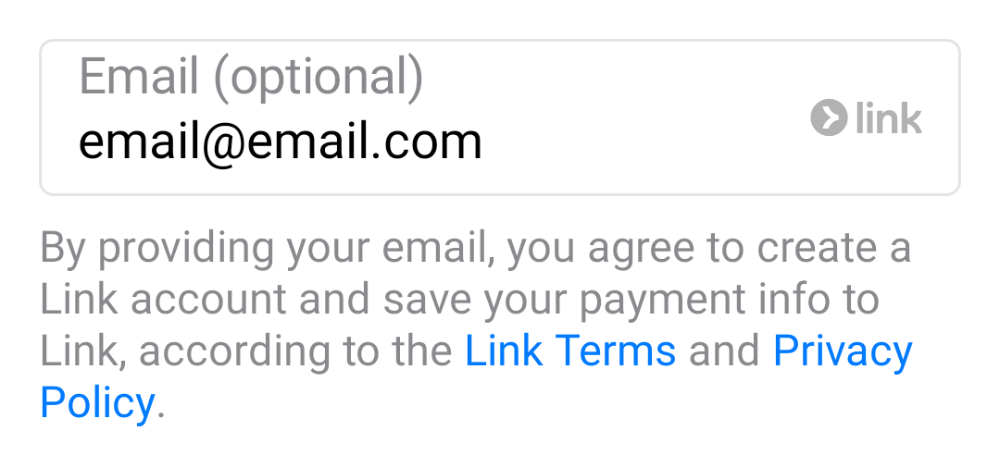 Email (optional)
email@email.com
link
By providing your email, you agree to create a
Link account and save your payment info to
Link, according to the Link Terms and Privacy
Policy.